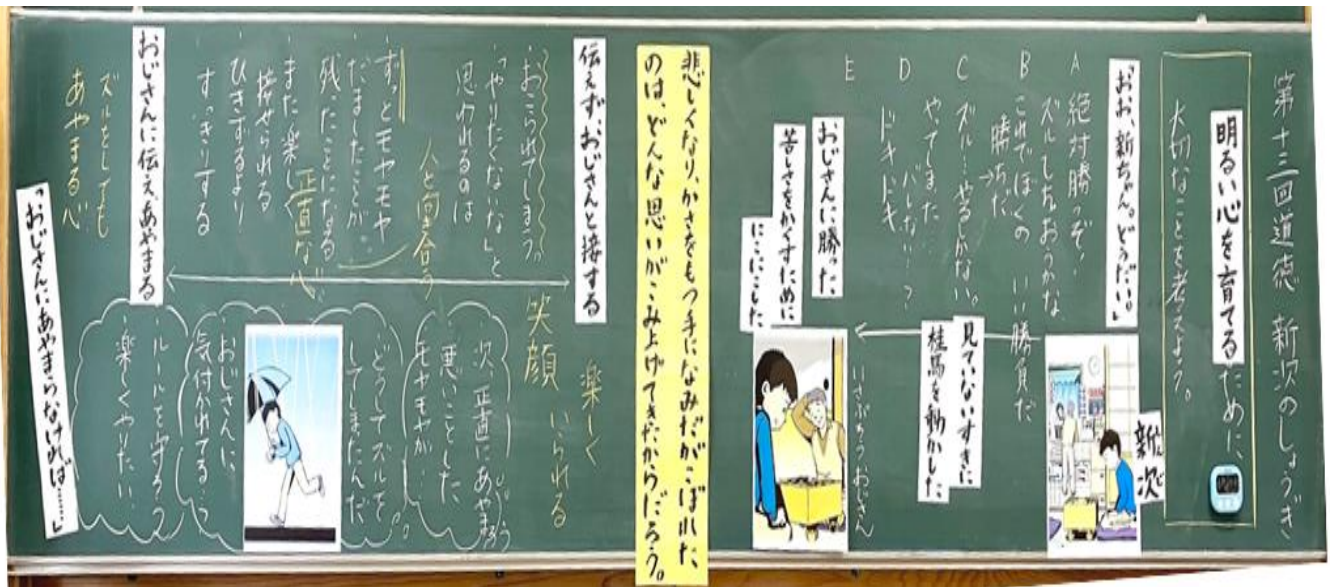 第十三回道徳　新次のしょうぎ
明るい心を育てるために、
大切なことを考えよう。
新次
「おお、新ちゃん。どうだい。」
A　絶対勝つぞ！
ズルしちゃおうかな
B　これでぼくの　いい勝負だ
勝ちだ→
C　ズル…やるしかない。
やってしまった…
D　バレない…？
ドキドキ
E
見ていないすきに
桂馬を動かした
いさぶろうおじさん
おじさんに勝った
苦しさをかくすために
にこにこした
悲しくなり、かさをもつ手になみだがこぼれた
のは、どんな思いがこみ上げてきたからだろう。
伝えず、おじさんと接する
・おこられてしまう。
・「やりたくないな」と
思われるのは
人と向き合う
・ずっとモヤモヤ
・だましたことが
残ったことになる
正直な心
・また楽しく
接せられる
・ひきずるより
すっきりする
おじさんに伝え、あやまる
ズルをしても
あやまる心
楽しく
いられる
笑顔
次、正直にあやまろう
・悪いことした
モヤモヤが
どうしてズルを
してしまったんだ
・おじさんに、
気付かれてる…？
・ルールを守って
楽しくやりたい
「おじさんにあやまらなければ……」